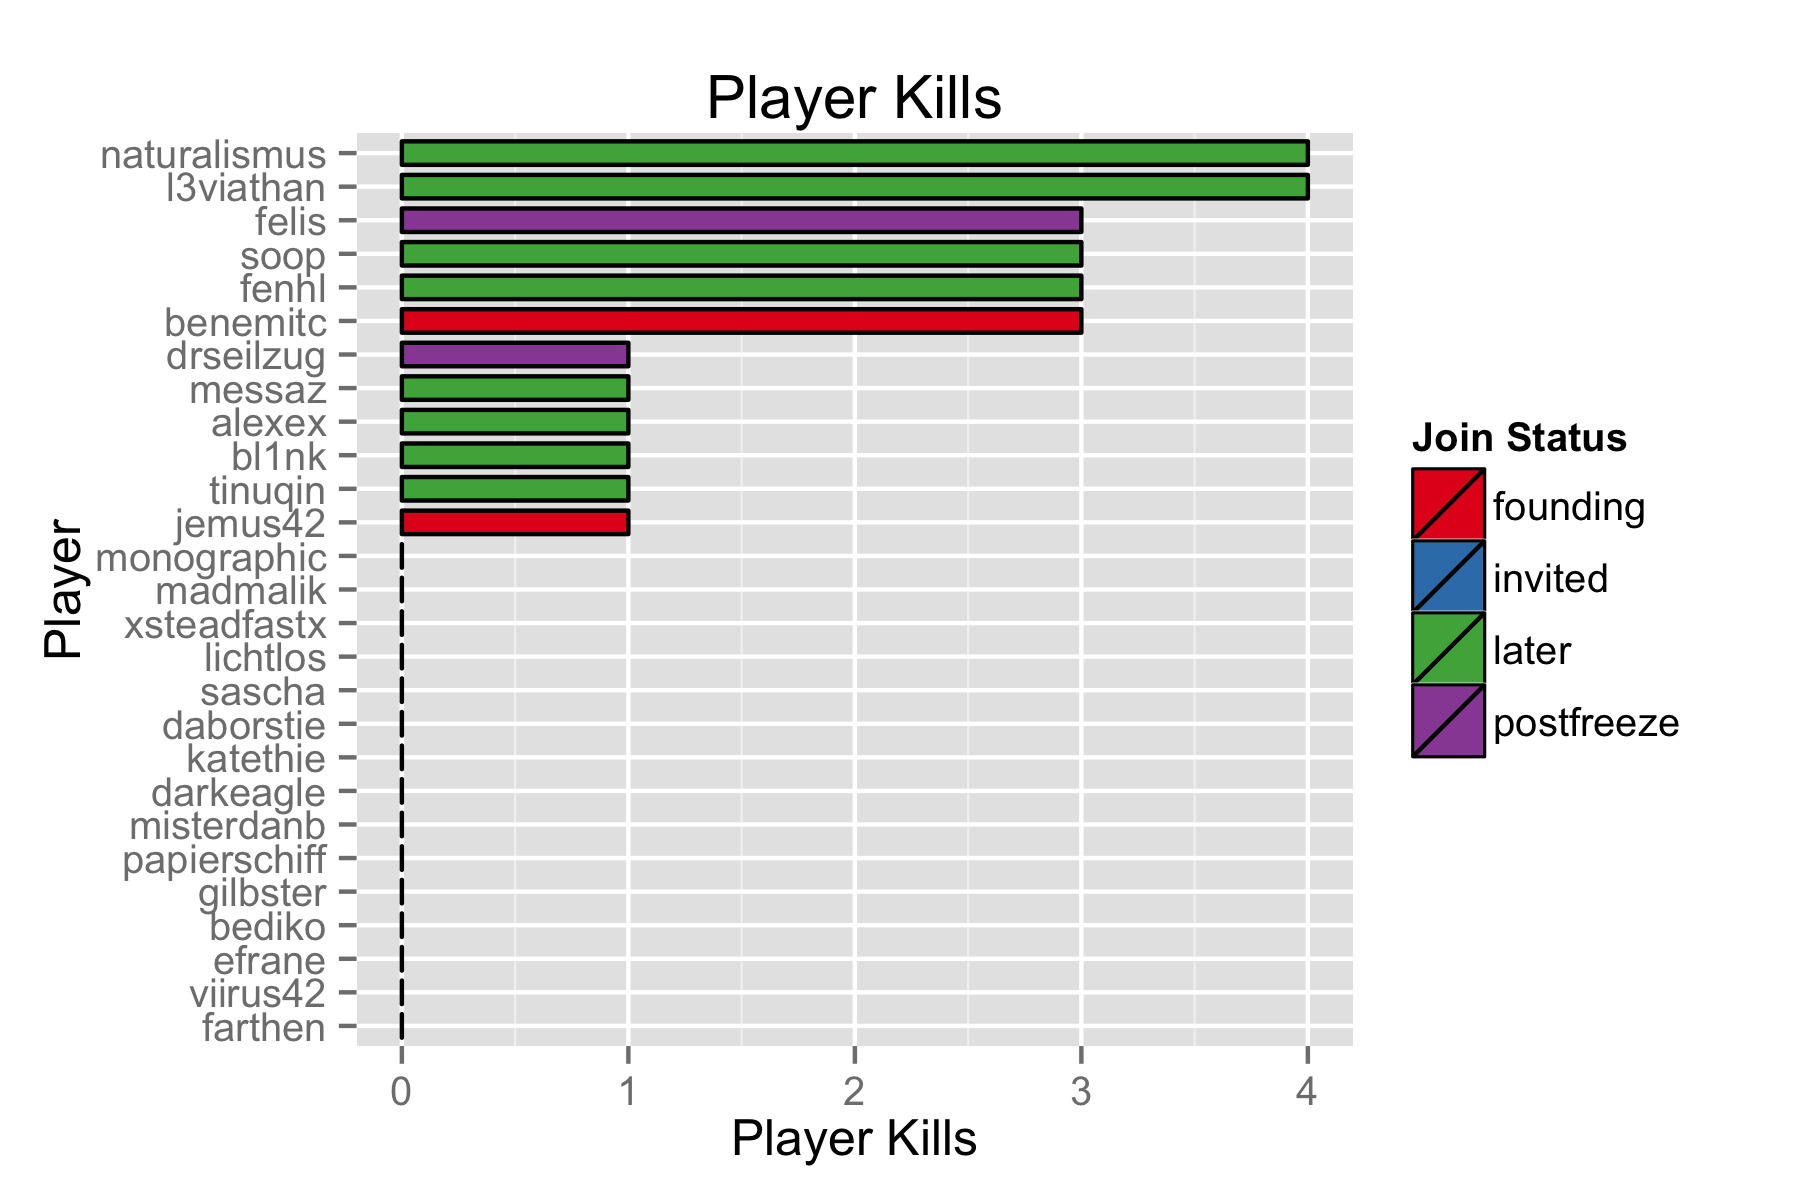 Player Kills
naturalismus
l3viathan
felis
soop
fenhl
benemitc
drseilzug
messaz
alexex
bl1nk
tinuqin
jemus42
monographic
madmalik
xsteadfastx
lichtlos
sascha
daborstie
katethie
darkeagle
misterdanb
papierschiff
gilbster
bediko
efrane
viirus42
farthen
Player
0 1 2 3 4
Player Kills
Join Status
founding
invited
later
postfreeze